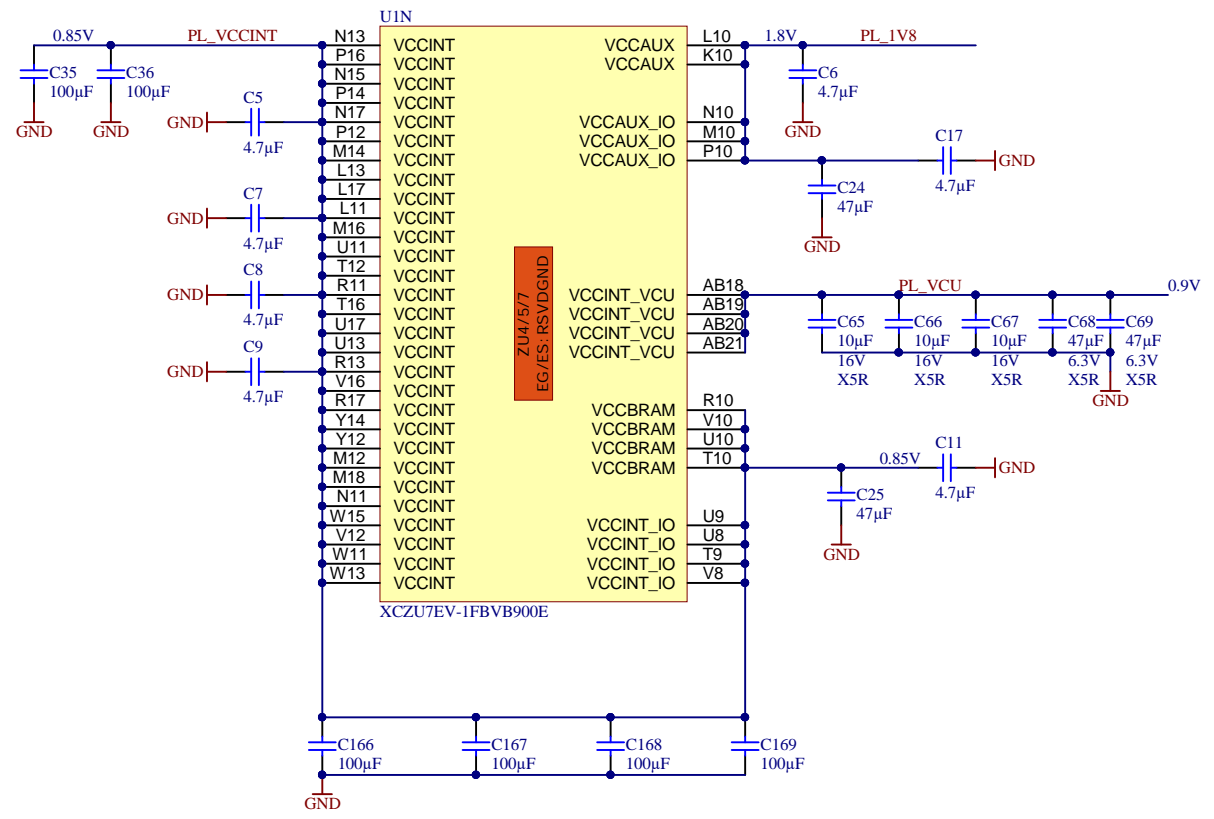 U1N
0.85V PL_VCCINT N13 VCCINT VCCAUX L10 1.8V PL_1V8
P16 VCCINT VCCAUX K10
C35 C36 N15 VCCINT C6
100µF 100µF P14 VCCINT 4.7µF
C5
GND GND GND N17 VCCINT VCCAUX_IO N10 GND
4.7µF P12 VCCINT VCCAUX_IO M10 C17
M14 VCCINT VCCAUX_IO P10 GND
4.7µF
L13 VCCINT C24
C7 L17 VCCINT 47µF
GND L11 VCCINT
4.7µF M16 VCCINT GND
U11 VCCINT
C8 T12 VCCINT
GND R11 VCCINT VCCINT_VCU AB18 PL_VCU 0.9V
4.7µF T16 VCCINT VCCINT_VCU AB19
U17 VCCINT VCCINT_VCU AB20 C65 C66 C67 C68 C69
C9 U13 VCCINT VCCINT_VCU AB21 10µF 10µF 10µF 47µF 47µF
GND R13 VCCINT 16V 16V 16V 6.3V 6.3V
4.7µF V16 VCCINT X5R X5R X5R X5R X5R
GND
ZU4/5/7
EG/ES: RSVDGND
R17 VCCINT VCCBRAM R10
Y14 VCCINT VCCBRAM V10
Y12 VCCINT VCCBRAM U10 C11
M12 VCCINT VCCBRAM T10 0.85V GND
4.7µF
M18 VCCINT C25
N11 VCCINT 47µF
W15 VCCINT VCCINT_IO U9
V12 VCCINT VCCINT_IO U8 GND
W11 VCCINT VCCINT_IO T9
W13 VCCINT VCCINT_IO V8
XCZU7EV-1FBVB900E
C166 C167 C168 C169
100µF 100µF 100µF 100µF
GND